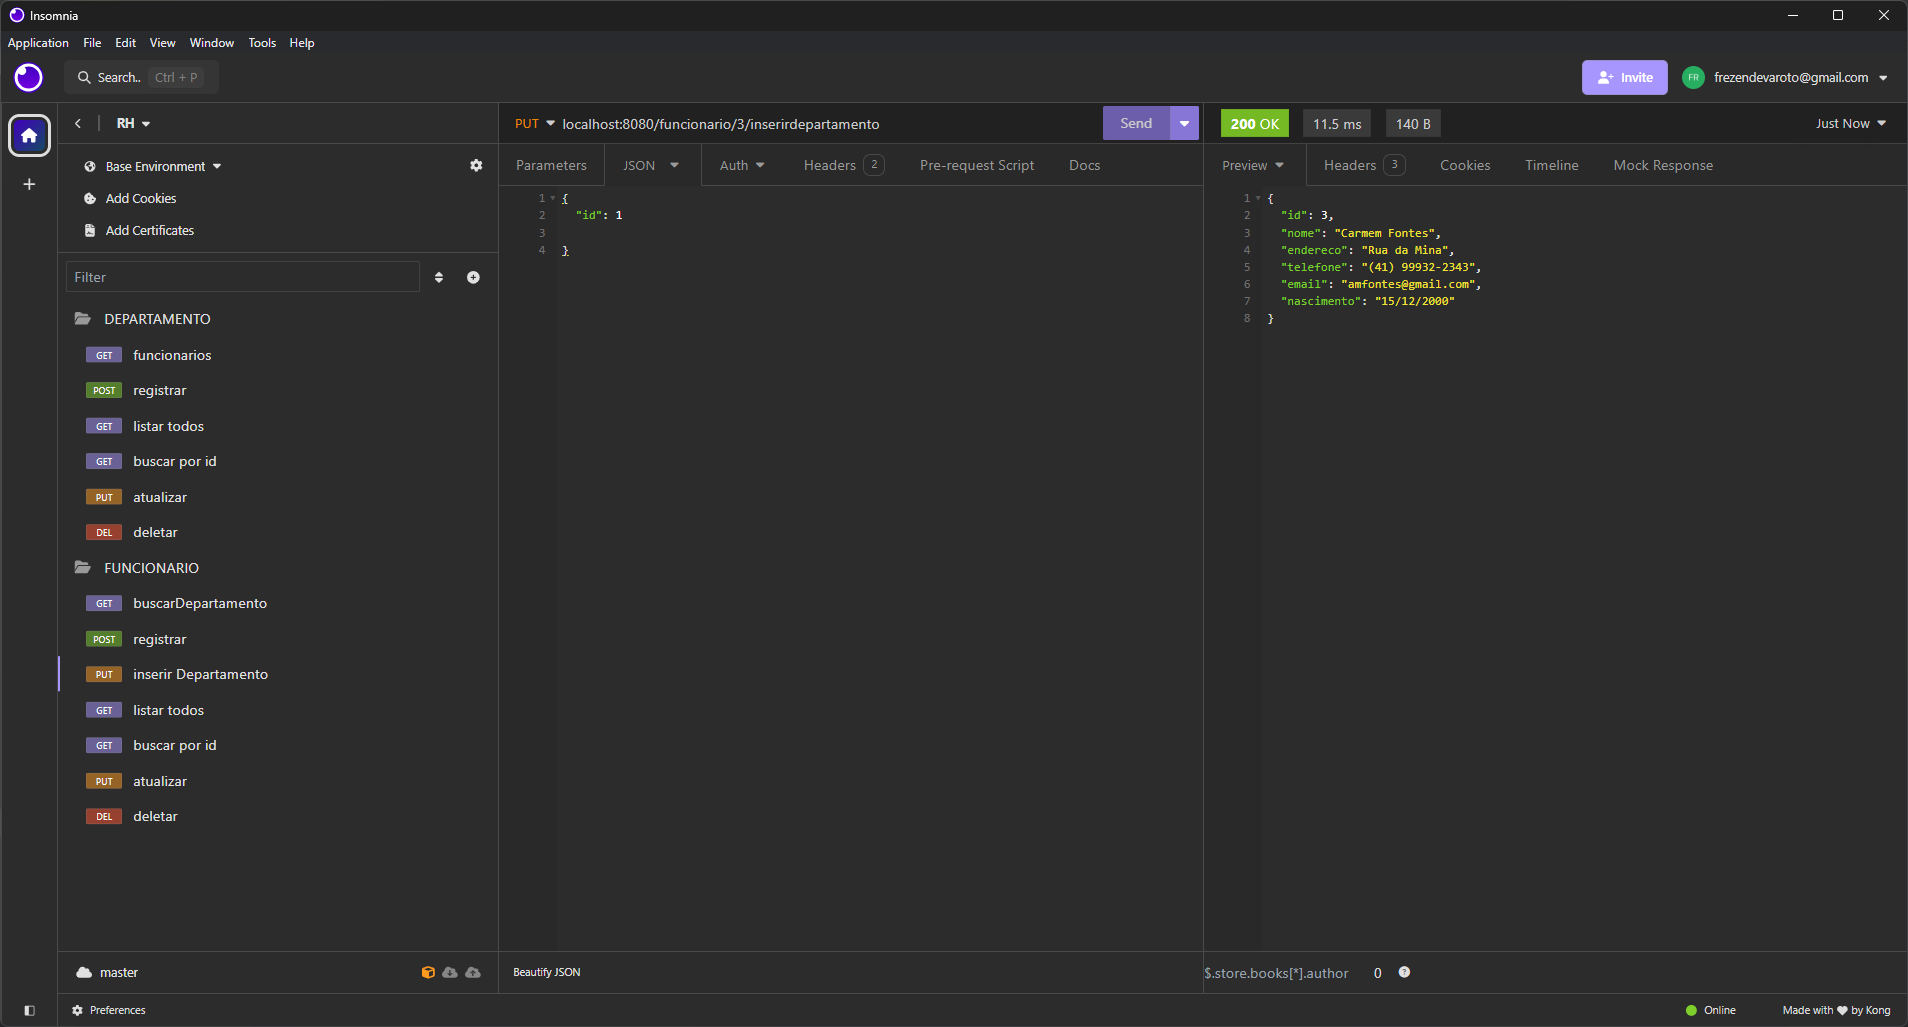 Insomnia
Application File Edit View Window Tools Help
Search.. Ctrl + P
Invite
FR
frezendevaroto@gmail.com
RH
PUT localhost:8080/funcionario/3/inserirdepartamento
Send
200 OK 11.5 ms 140 B
Just Now
Base Environment
Add Cookies
Add Certificates
Filter
DEPARTAMENTO
GET funcionarios
POST registrar
GET listar todos
GET buscar por id
PUT atualizar
DEL deletar
FUNCIONARIO
GET buscarDepartamento
POST registrar
PUT inserir Departamento
GET listar todos
GET buscar por id
PUT atualizar
DEL deletar
master
Parameters JSON Auth Headers 2 Pre-request Script Docs
1 {
2 "id": 1
3
4 }
Beautify JSON
Preview Headers 3 Cookies Timeline Mock Response
1 {
2 "id": 3,
3 "nome": "Carmem Fontes",
4 "endereco": "Rua da Mina",
5 "telefone": "(41) 99932-2343",
6 "email": "amfontes@gmail.com",
7 "nascimento": "15/12/2000"
8 }
$.store.books[*].author 0 ?
Preferences
Online
Made with ♥ by Kong